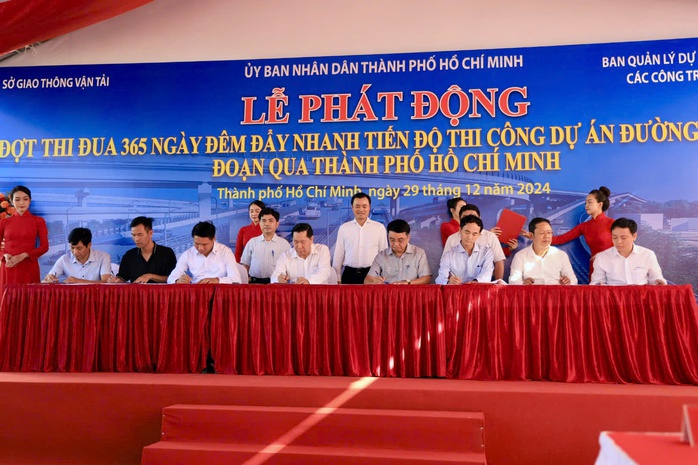 SỞ GIAO THÔNG VẬN TẢI
ỦY BAN NHÂN DÂN THÀNH PHỐ HỒ CHÍ MINH
BAN QUẢN LÝ DỰ
CÁC CÔNG TR
LỄ PHÁT ĐỘNG
ĐỢT THI ĐUA 365 NGÀY ĐÊM ĐẨY NHANH TIẾN ĐỘ THI CÔNG DỰ ÁN ĐƯỜNG
ĐOẠN QUA THÀNH PHỐ HỒ CHÍ MINH
Thành phố Hồ Chí Minh, ngày 29 tháng 12 năm 2024